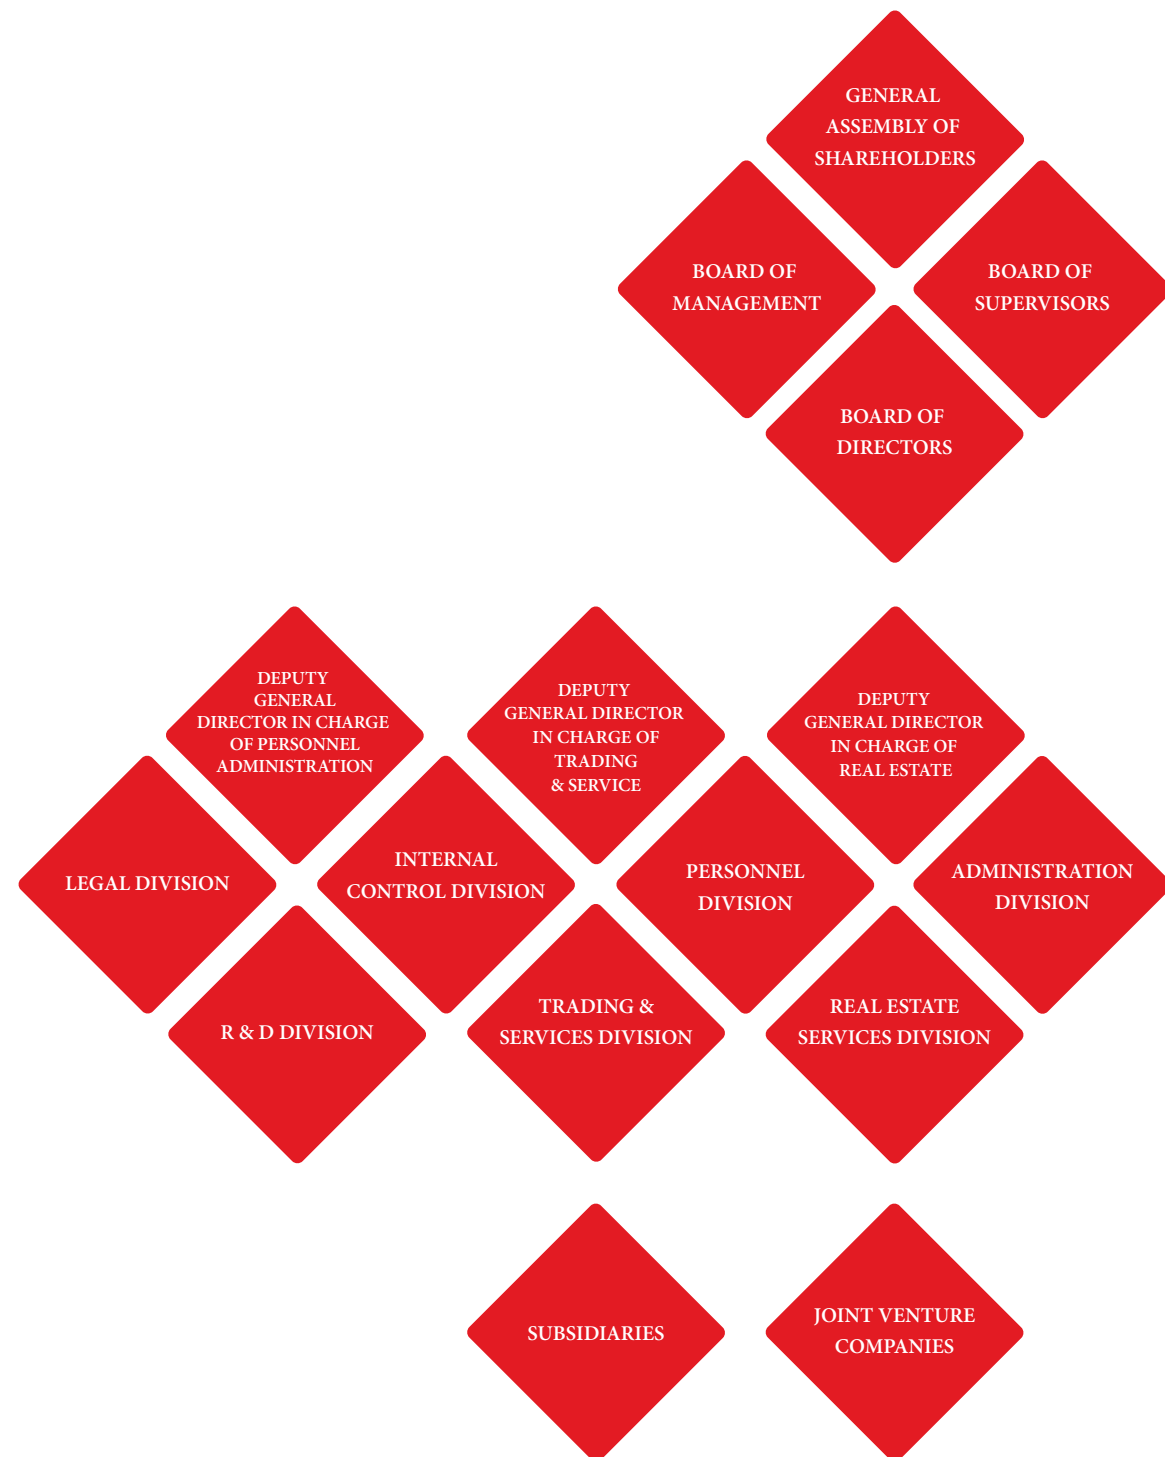 GENERAL
ASSEMBLY OF
SHAREHOLDERS
BOARD OF
MANAGEMENT
BOARD OF
SUPERVISORS
BOARD OF
DIRECTORS
DEPUTY
GENERAL
DIRECTOR IN CHARGE
OF PERSONNEL
ADMINISTRATION
DEPUTY
GENERAL DIRECTOR
IN CHARGE OF
TRADING
& SERVICE
DEPUTY
GENERAL DIRECTOR
IN CHARGE OF
REAL ESTATE
LEGAL DIVISION
INTERNAL
CONTROL DIVISION
PERSONNEL
DIVISION
ADMINISTRATION
DIVISION
R & D DIVISION
TRADING &
SERVICES DIVISION
REAL ESTATE
SERVICES DIVISION
SUBSIDIARIES
JOINT VENTURE
COMPANIES